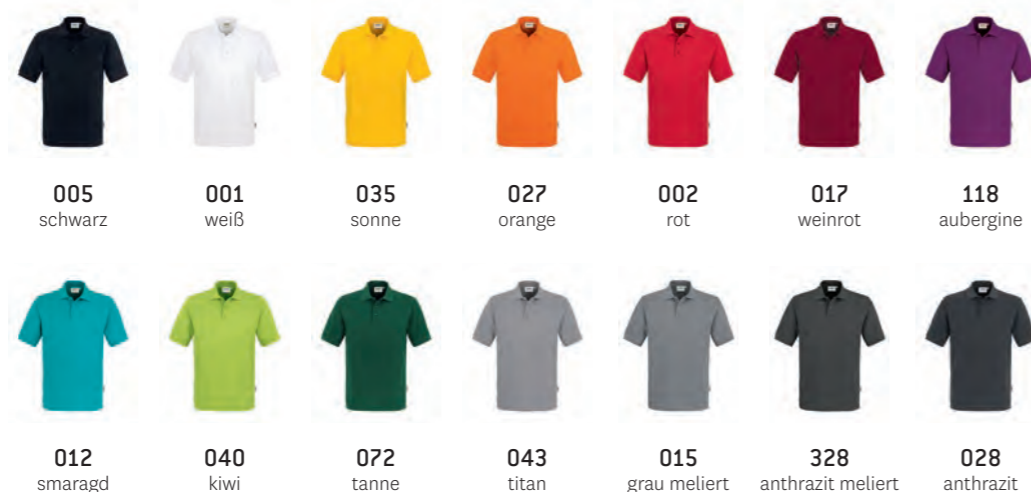 005 001 035 027 002 017 118
schwarz weiß sonne orange rot weinrot aubergine
012 040 072 043 015 328 028
smaragd kiwi tanne titan grau meliert anthrazit meliert anthrazit